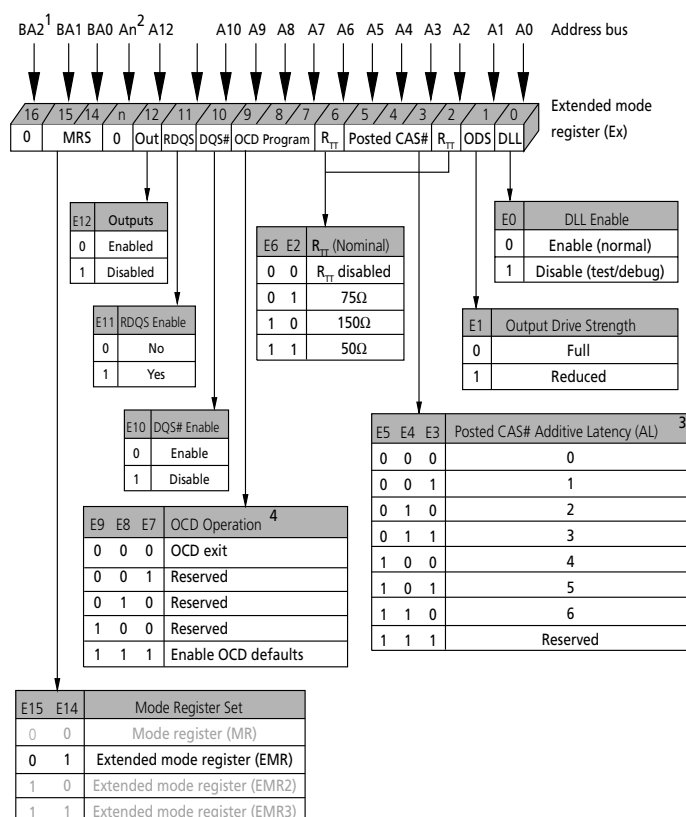 BA2 1 BA1 BA0 An 2 A12 A10 A9 A8 A7 A6 A5 A4 A3 A2 A1 A0 Address bus
16 15 14 n 12 11 10 9 8 7 6 5 4 3 2 1 0 Extended mode
0 MRS 0 Out RDQS DQS# OCD Program RTT Posted CAS# RTT ODS DLL register (Ex)
E12 Outputs
0 Enabled
1 Disabled
E6 E2 RTT (Nominal)
0 0 RTT disabled
0 1 75Ω
1 0 150Ω
1 1 50Ω
E0 DLL Enable
0 Enable (normal)
1 Disable (test/debug)
E11 RDQS Enable
0 No
1 Yes
E1 Output Drive Strength
0 Full
1 Reduced
E10 DQS# Enable
0 Enable
1 Disable
E5 E4 E3 Posted CAS# Additive Latency (AL) 3
0 0 0 0
0 0 1 1
0 1 0 2
0 1 1 3
1 0 0 4
1 0 1 5
1 1 0 6
1 1 1 Reserved
E9 E8 E7 OCD Operation 4
0 0 0 OCD exit
0 0 1 Reserved
0 1 0 Reserved
1 0 0 Reserved
1 1 1 Enable OCD defaults
E15 E14 Mode Register Set
0 0 Mode register (MR)
0 1 Extended mode register (EMR)
1 0 Extended mode register (EMR2)
1 1 Extended mode register (EMR3)